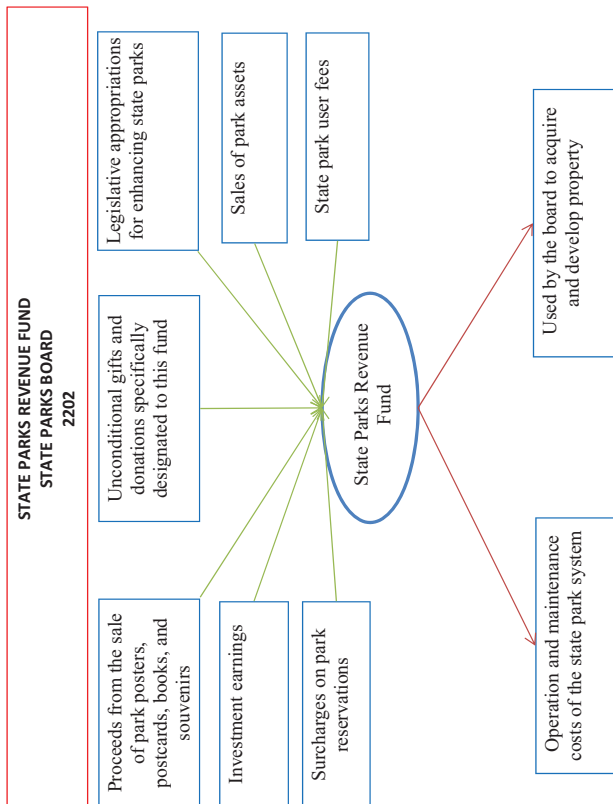 STATE PARKS REVENUE FUND
STATE PARKS BOARD
2202
Proceeds from the sale
of park posters,
postcards, books, and
souvenirs
Unconditional gifts and
donations specifically
designated to this fund
Legislative appropriations
for enhancing state parks
Investment earnings
Sales of park assets
Surcharges on park
reservations
State park user fees
State Parks Revenue
Fund
Operation and maintenance
costs of the state park system
Used by the board to acquire
and develop property